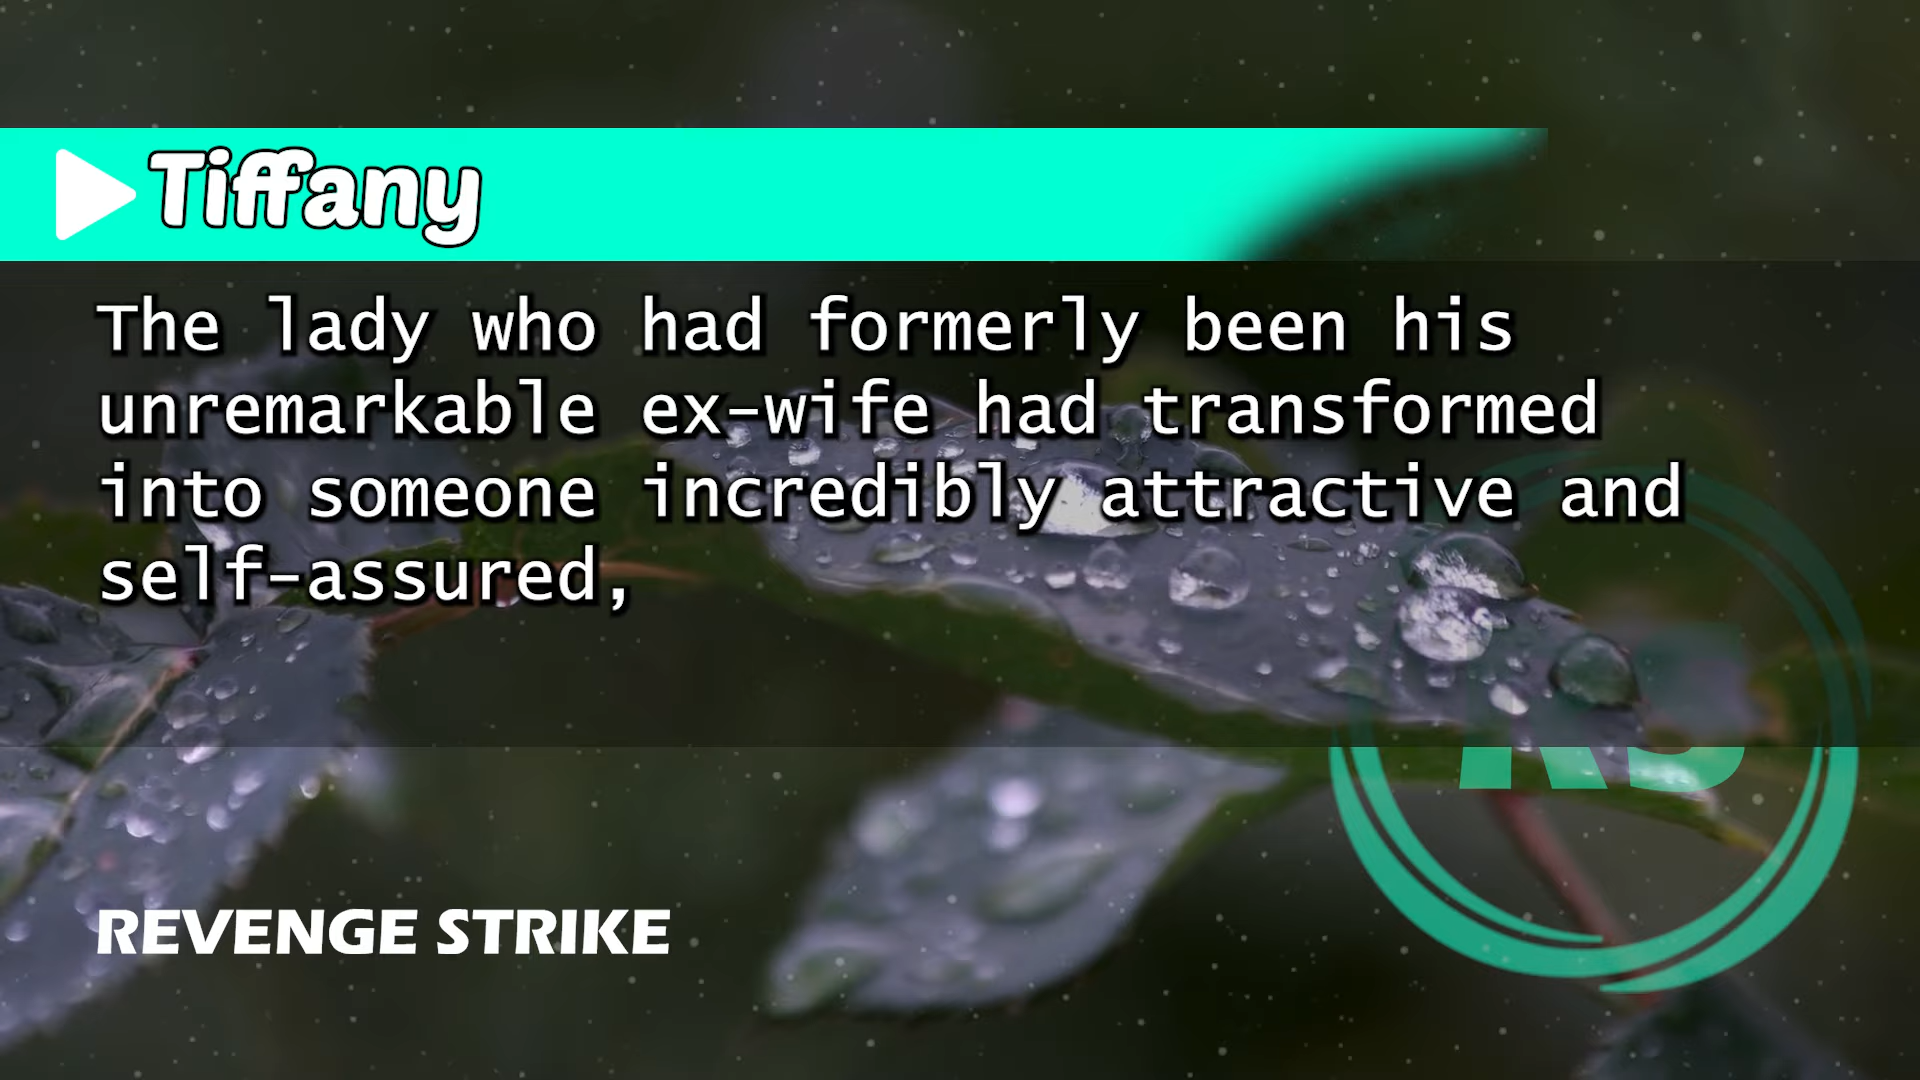 Tiffany
The lady who had formerly been his
unremarkable ex-wife had transformed
into someone incredibly attractive and
self-assured,
RS
REVENGE STRIKE